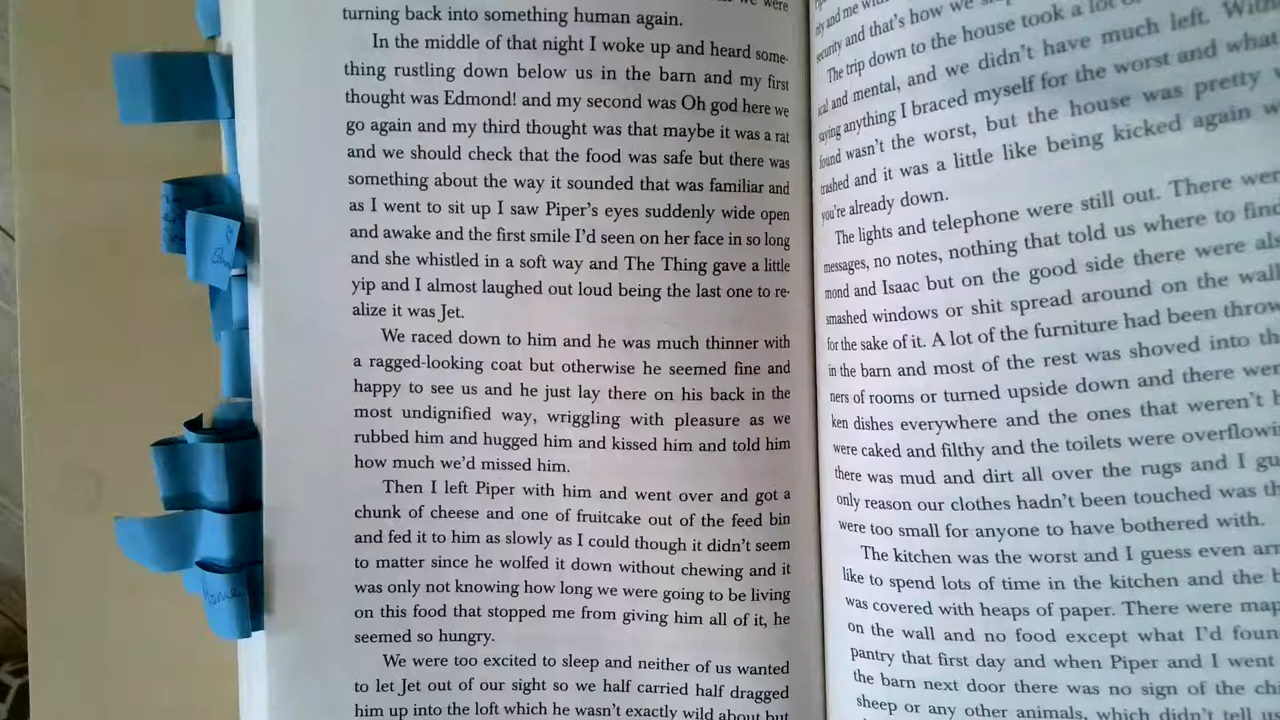 were
turning back into something human again.
In the middle of that night I woke up and heard some-
thing rustling down below us in the barn and my first
thought was Edmond! and my second was Oh god here we
go again and my third thought was that maybe it was a rat
and we should check that the food was safe but there was
something about the way it sounded that was familiar and
as I went to sit up I saw Piper's eyes suddenly wide open
and awake and the first smile I'd seen on her face in so long
and she whistled in a soft way and The Thing gave a little
yip and I almost laughed out loud being the last one to re-
alize it was Jet.
We raced down to him and he was much thinner with
a ragged-looking coat but otherwise he seemed fine and
happy to see us and he just lay there on his back in the
most undignified way, wriggling with pleasure as we
rubbed him and hugged him and kissed him and told him
how much we'd missed him.
Then I left Piper with him and went over and got a
chunk of cheese and one of fruitcake out of the feed bin
and fed it to him as slowly as I could though it didn't seem
to matter since he wolfed it down without chewing and it
was only not knowing how long we were going to be living
on this food that stopped me from giving him all of it, he
seemed so hungry.
We were too excited to sleep and neither of us wanted
to let Jet out of our sight so we half carried half dragged
him up into the loft which he wasn't exactly wild about but
and me
security and that's how we
The trip down to the house took a lot
ical and mental, and we didn't have much left. With
saying anything I braced myself for the worst and what
found wasn't the worst, but the house was pretty
trashed and it was a little like being kicked again
you're already down.
The lights and telephone were still out. There wer
messages, no notes, nothing that told us where to find
mond and Isaac but on the good side there were als
smashed windows or shit spread around on the wall
for the sake of it. A lot of the furniture had been throw
in the barn and most of the rest was shoved into th
ners of rooms or turned upside down and there wer
ken dishes everywhere and the ones that weren't
were caked and filthy and the toilets were overflowi
there was mud and dirt all over the rugs and I gu
only reason our clothes hadn't been touched was th
were too small for anyone to have bothered with.
The kitchen was the worst and I guess even arm
like to spend lots of time in the kitchen and the
was covered with heaps of paper. There were map
on the wall and no food except what I'd foun
pantry that first day and when Piper and I went
the barn next door there was no sign of the chi
sheep or any other animals, which didn't tell us
Home